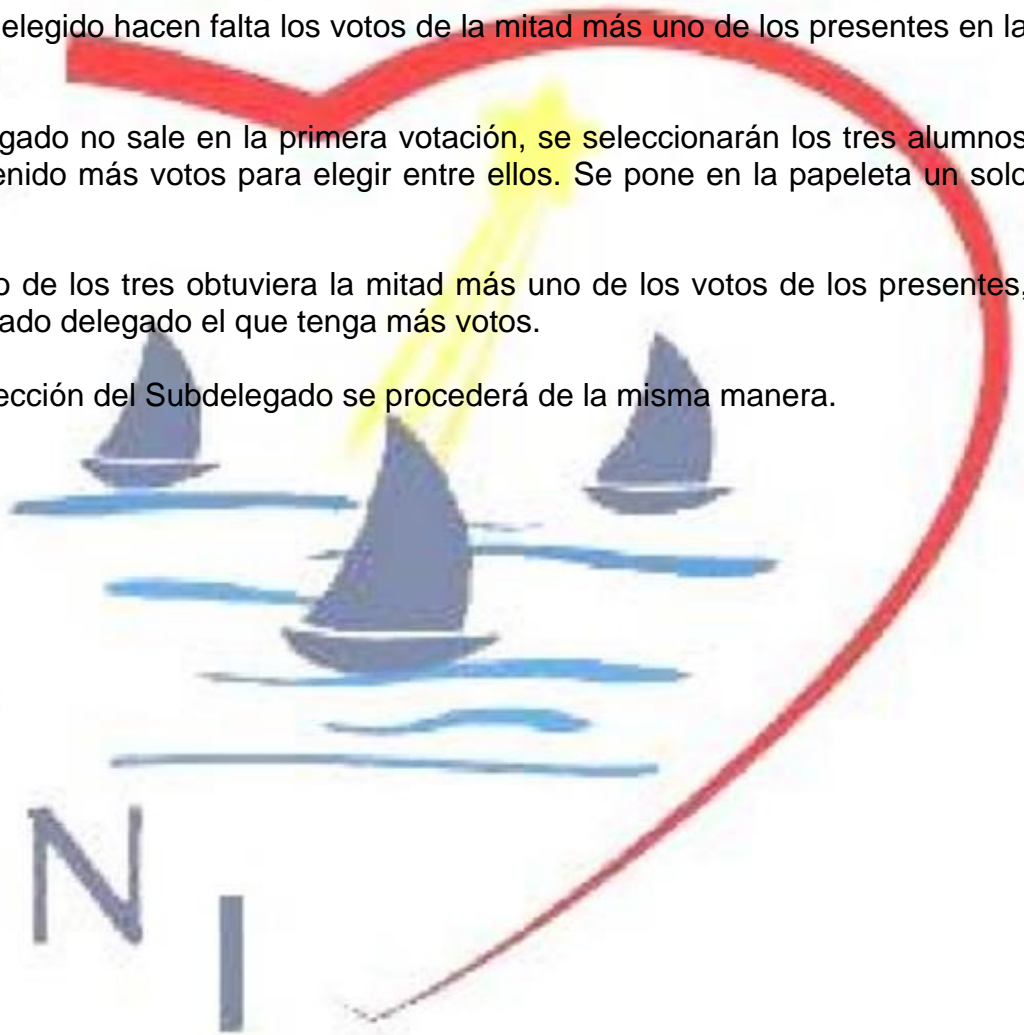 elegido hacen falta los votos de la mitad más uno de los presentes en la
gado no sale en la primera votación, se seleccionarán los tres alumnos
enido más votos para elegir entre ellos. Se pone en la papeleta un solo
o de los tres obtuviera la mitad más uno de los votos de los presentes,
ado delegado el que tenga más votos.
ección del Subdelegado se procederá de la misma manera.
N
I